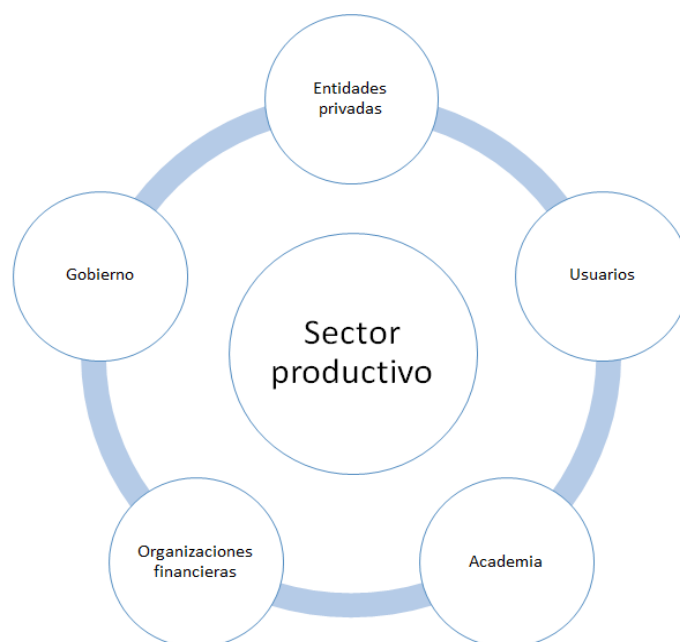 Entidades
privadas
Gobierno
Usuarios
Sector
productivo
Organizaciones
financieras
Academia